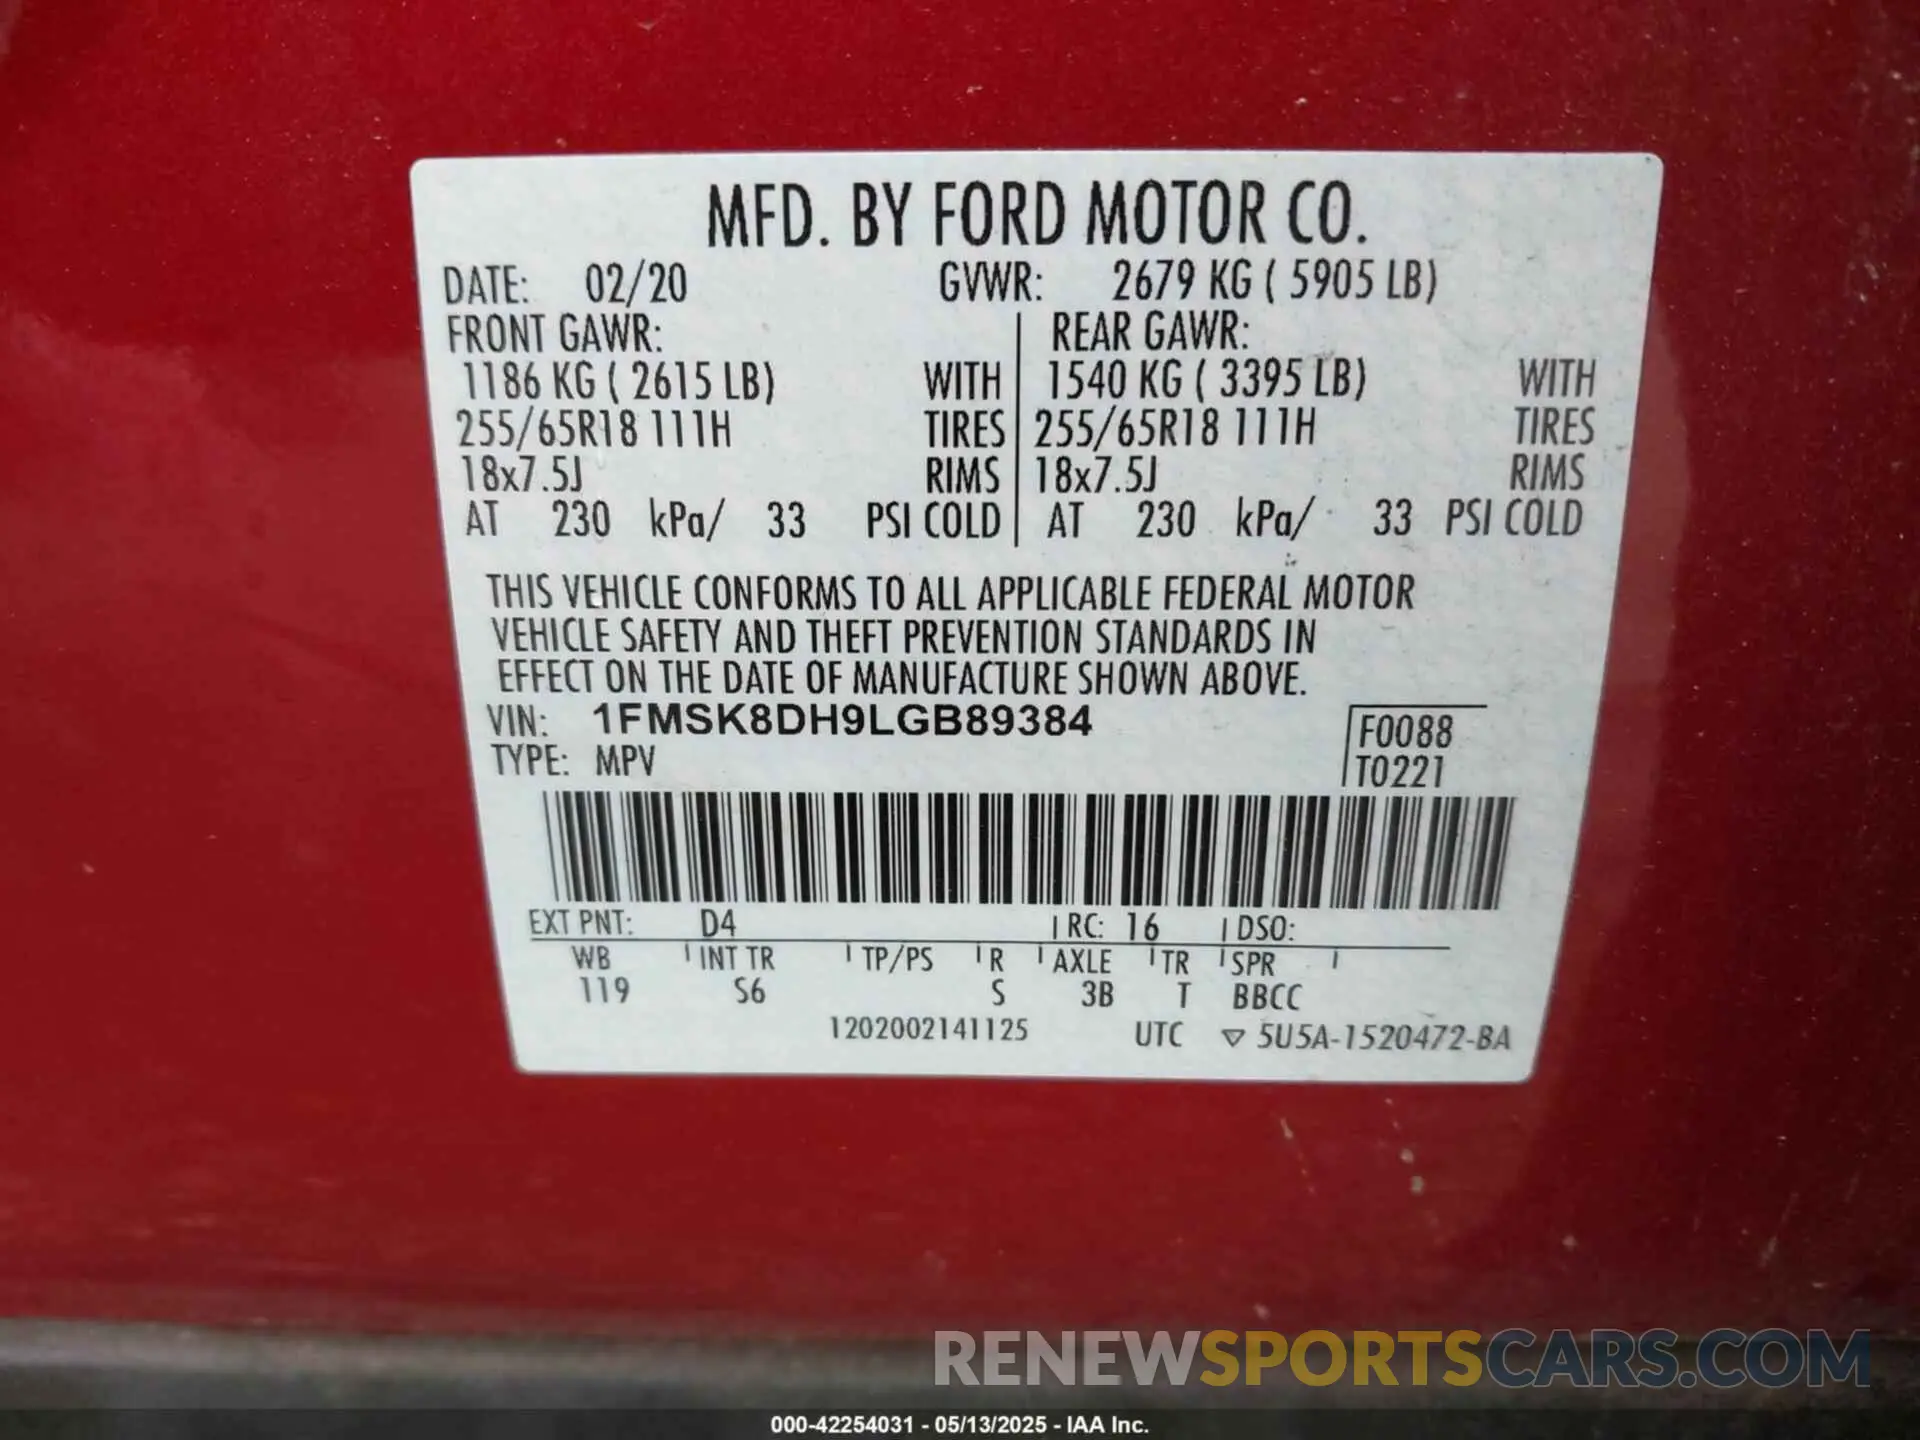 MFD. BY FORD MOTOR CO.
DATE: 02/20 GVWR: 2679 KG ( 5905 LB)
FRONT GAWR: REAR GAWR:
1186 KG ( 2615 LB) WITH 1540 KG ( 3395 LB) WITH
255/65R18 111H TIRES 255/65R18 111H TIRES
18x7.5J RIMS 18x7.5J RIMS
AT 230 kPa/ 33 PSI COLD AT 230 kPa/ 33 PSI COLD
THIS VEHICLE CONFORMS TO ALL APPLICABLE FEDERAL MOTOR
VEHICLE SAFETY AND THEFT PREVENTION STANDARDS IN
EFFECT ON THE DATE OF MANUFACTURE SHOWN ABOVE.
VIN: 1FMSK8DH9LGB89384 F0088
TYPE: MPV T0221
EXT PNT: D4 RC: 16 DSO:
WB INT TR TP/PS R AXLE TR SPR
119 S6 S 3B T BBCC
1202002141125 UTC ▽ 5U5A-1520472-BA
RENEWSPORTSCARS.COM
000-42254031 - 05/13/2025 - IAA Inc.